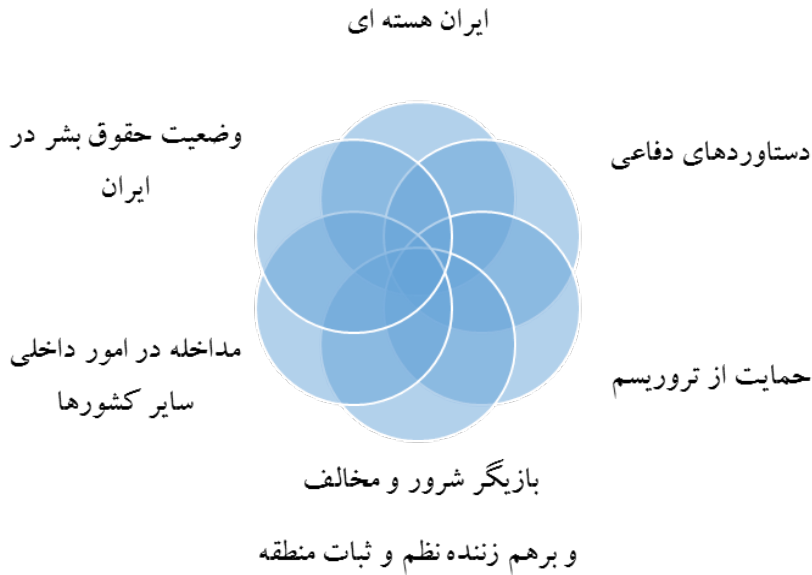 ایران هسته ای
دستاوردهای دفاعی
وضعیت حقوق بشر در
ایران
حمایت از تروریسم
مداخله در امور داخلی
سایر کشورها
بازیگر شرور و مخالف
و برهم زننده نظم و ثبات منطقه